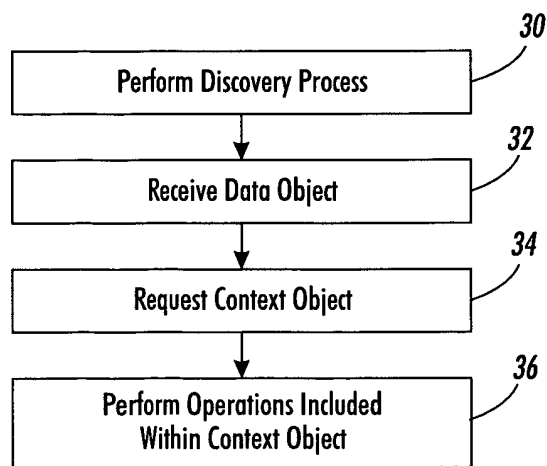 30
Perform Discovery Process
32
Receive Data Object
34
Request Context Object
36
Perform Operations Included
Within Context Object